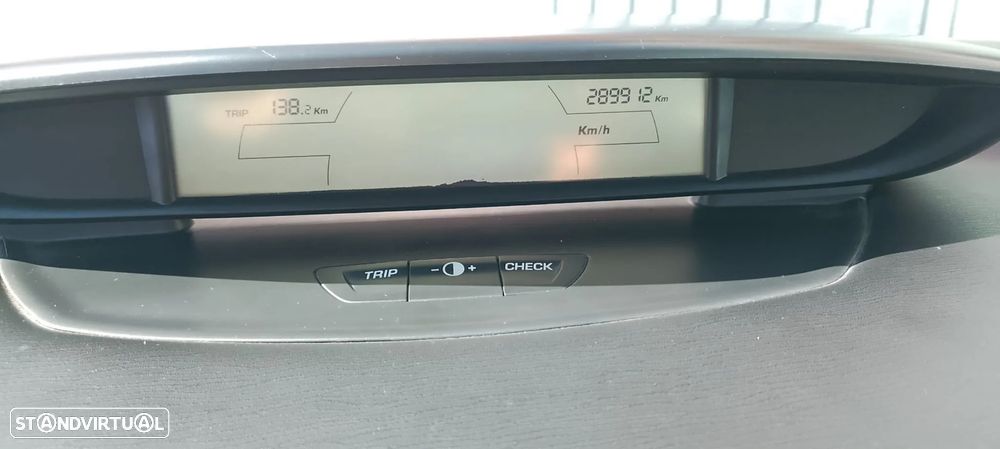 TRIP 138.2 Km
289912 Km
Km/h
TRIP
- +
CHECK
STANDVIRTUAL